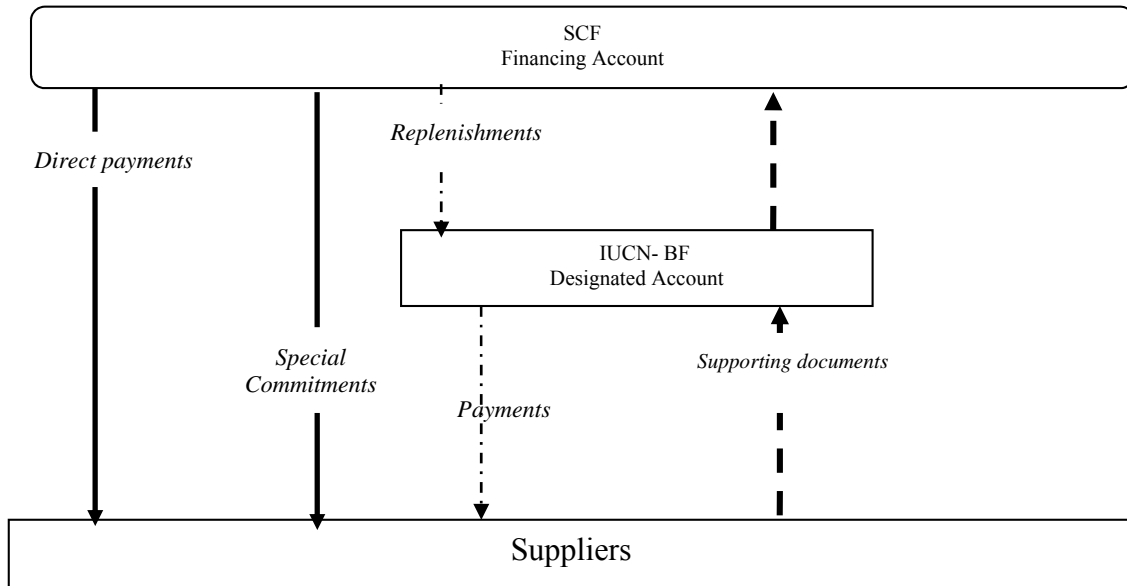 SCF
Financing Account
Replenishments
Direct payments
IUCN- BF
Designated Account
Special
Commitments
Supporting documents
Payments
Suppliers